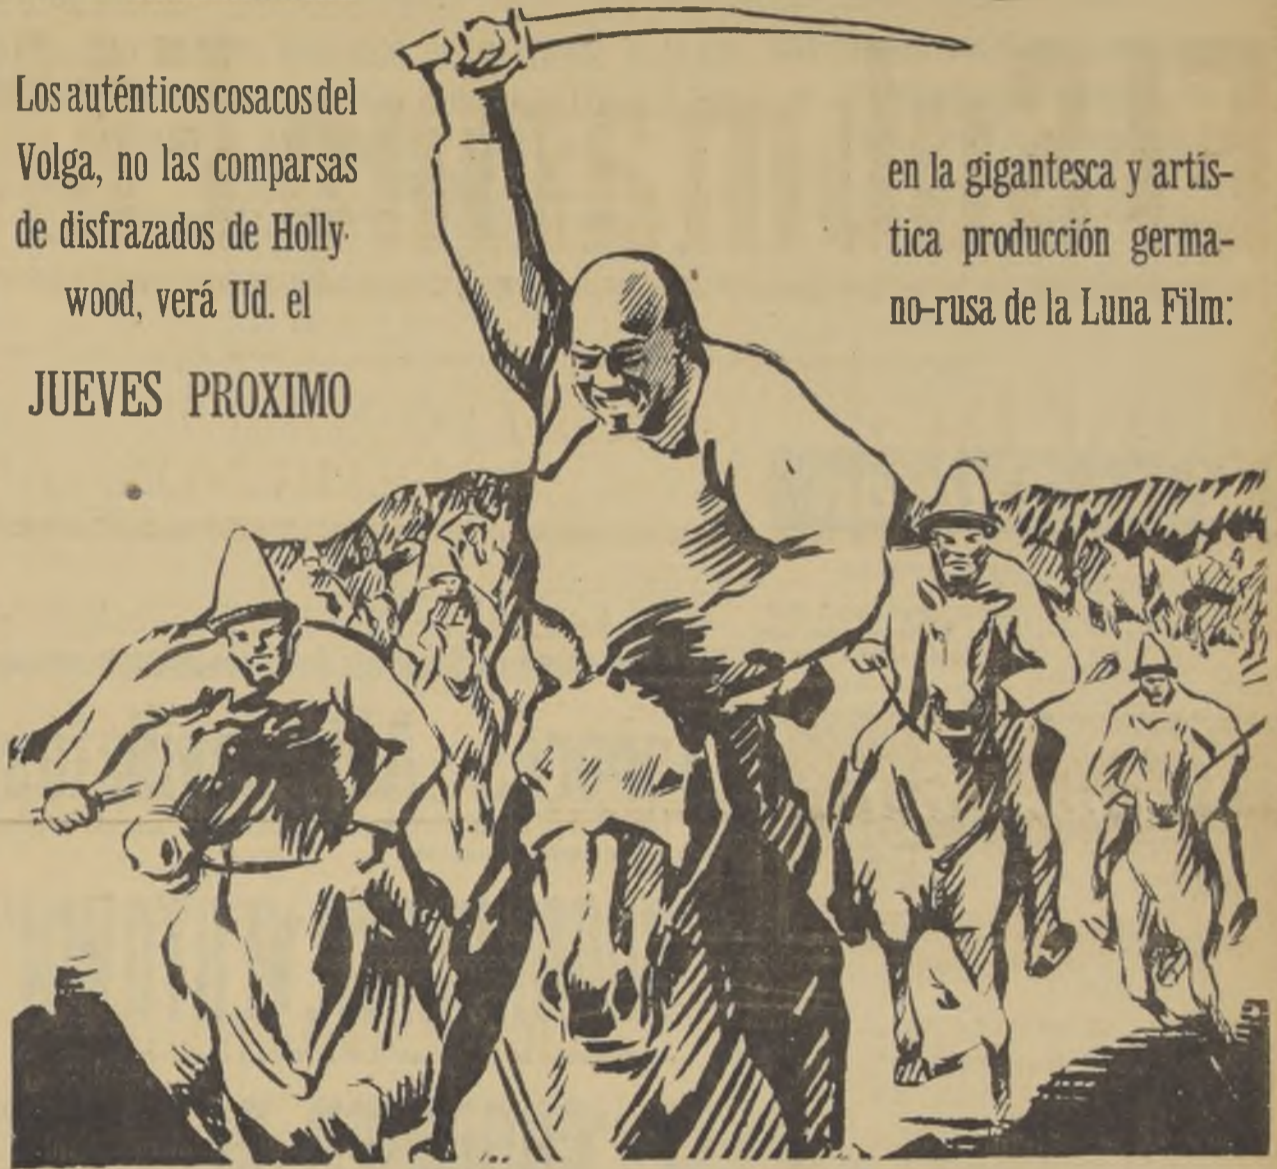 Los auténticos cosacos del
Volga, no las comparsas
de disfrazados de Holly-
wood, verá Ud. el
JUEVES PROXIMO
en la gigantesca y artís-
tica producción germa-
no-rusa de la Luna Film: